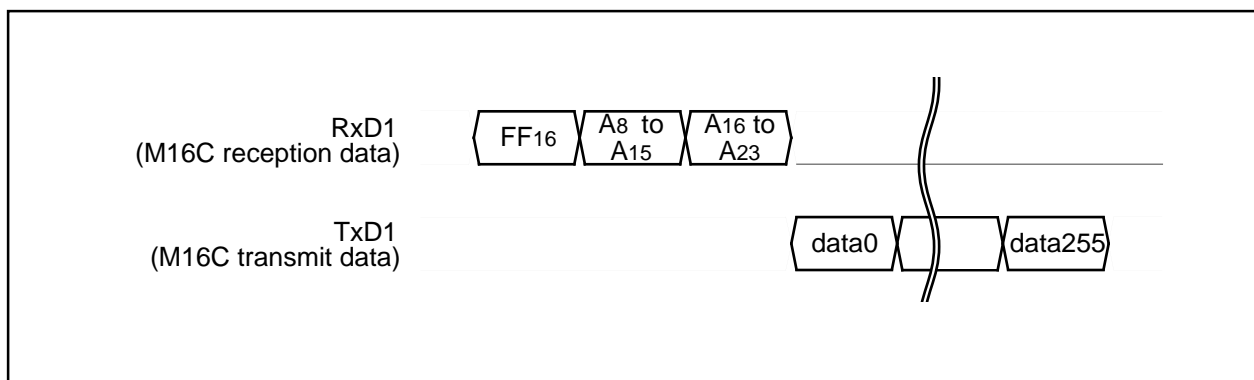 RxD1
(M16C reception data)
FF16
A8 to
A15
A16 to
A23
TxD1
(M16C transmit data)
data0
data255